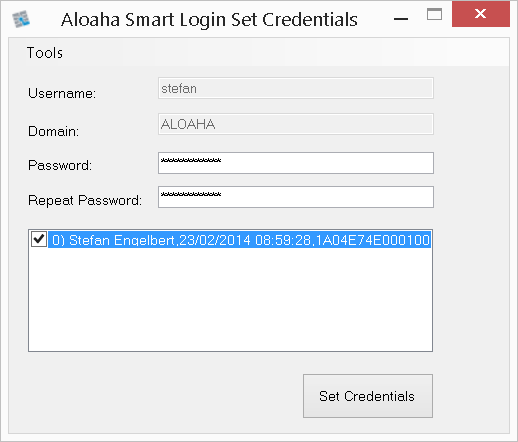 Aloaha Smart Login Set Credentials
Tools
Username: stefan
Domain: ALOAHA
Password: *************
Repeat Password: *************
0) Stefan Engelbert,23/02/2014 08:59:28,1A04E74E000100
Set Credentials